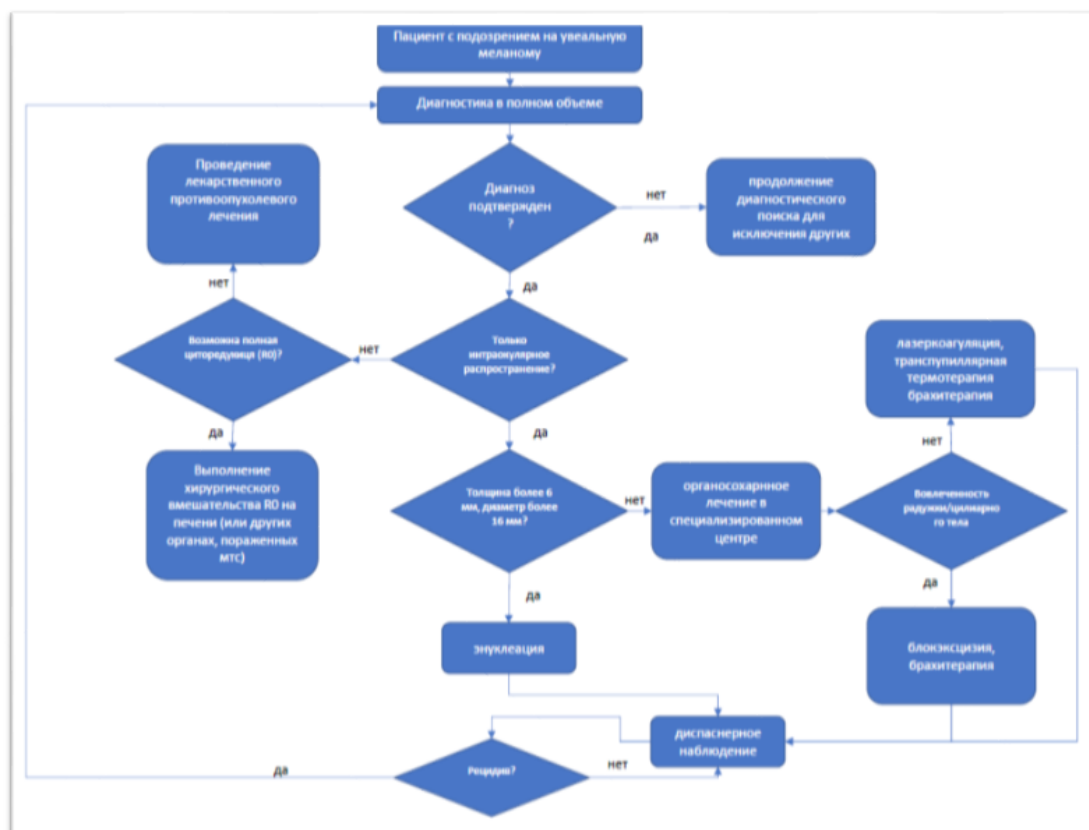 Пациент с подозрением на увеальную
меланому
Диагностика в полном объеме
Диагноз
подтвержден
?
нет
да
продолжение
диагностического
поиска для
исключения других
да
Проведение
лекарственного
противоопухолевого
лечения
нет
Возможна полная
циторедукция (R0)?
нет
Только
интраокулярное
распространение?
да
Выполнение
хирургического
вмешательства R0 на
печени (или других
органах, пораженных
мтс)
да
Толщина более 6
мм, диаметр более
16 мм?
нет
органосохарнное
лечение в
специализированном
центре
Вовлеченность
радужки/цилиарно
го тела
нет
лазеркоагуляция,
транспупиллярная
термотерапия
брахитерапия
да
блокэксцизия,
брахитерапия
да
энуклеация
диспаснерное
наблюдение
Рецидив?
нет
да